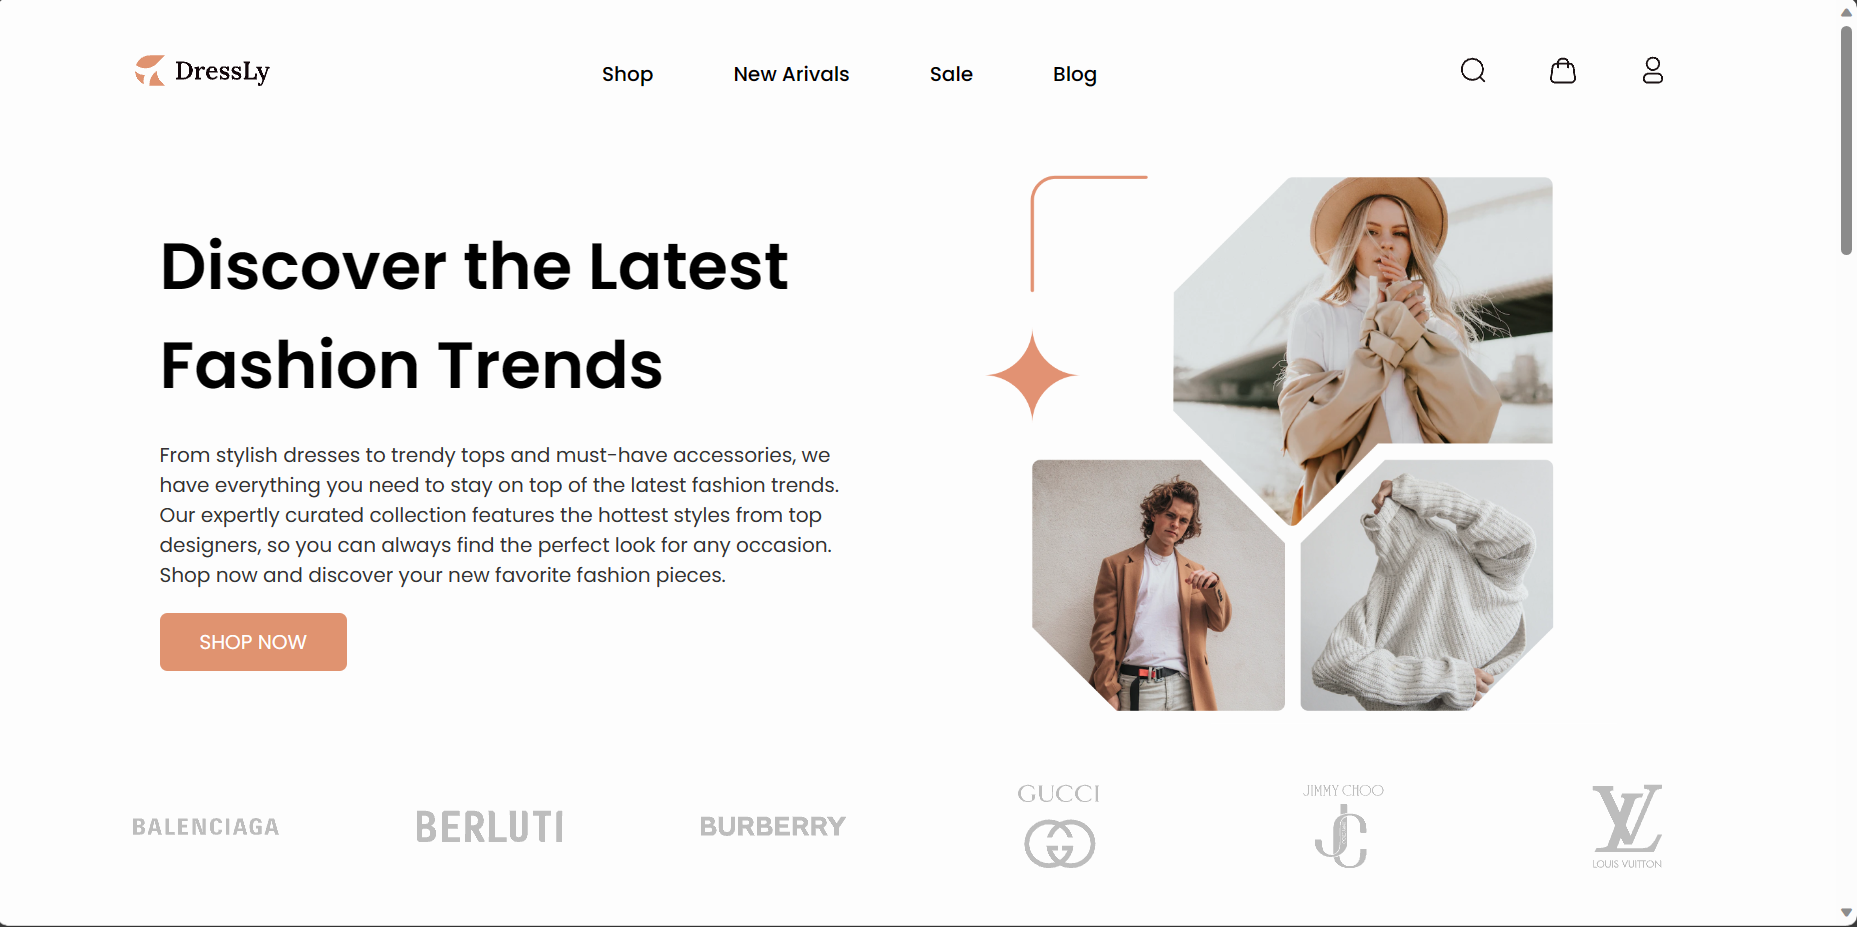 DressLy
Shop
New Arivals
Sale
Blog
Discover the Latest
Fashion Trends
From stylish dresses to trendy tops and must-have accessories, we
have everything you need to stay on top of the latest fashion trends.
Our expertly curated collection features the hottest styles from top
designers, so you can always find the perfect look for any occasion.
Shop now and discover your new favorite fashion pieces.
SHOP NOW
BALENCIAGA
BERLUTI
BURBERRY
GUCCI
JIMMY CHOO
JC
LV
LOUIS VUITTON